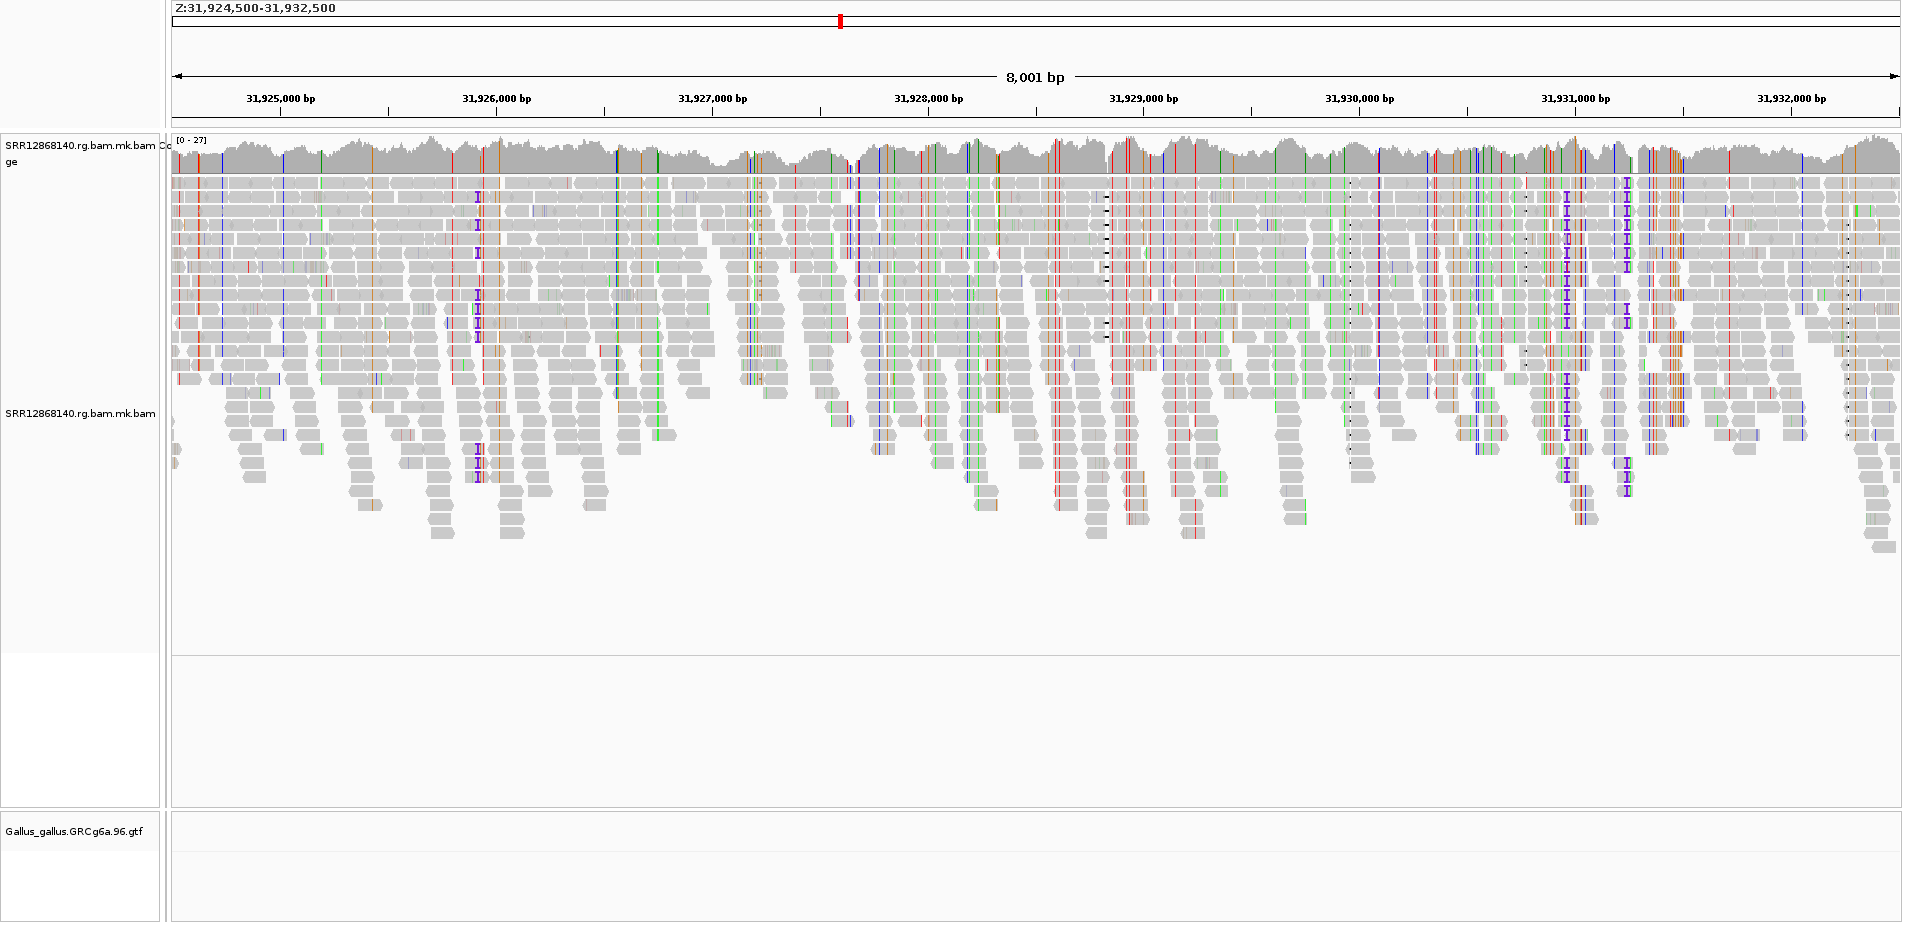 Z:31,924,500-31,932,500
8,001 bp
31,925,000 bp 31,926,000 bp 31,927,000 bp 31,928,000 bp 31,929,000 bp 31,930,000 bp 31,931,000 bp 31,932,000 bp
SRR12868140.rg.bam.mk.bam Co
ge
[0 - 27]
SRR12868140.rg.bam.mk.bam
Gallus_gallus.GRCg6a.96.gtf